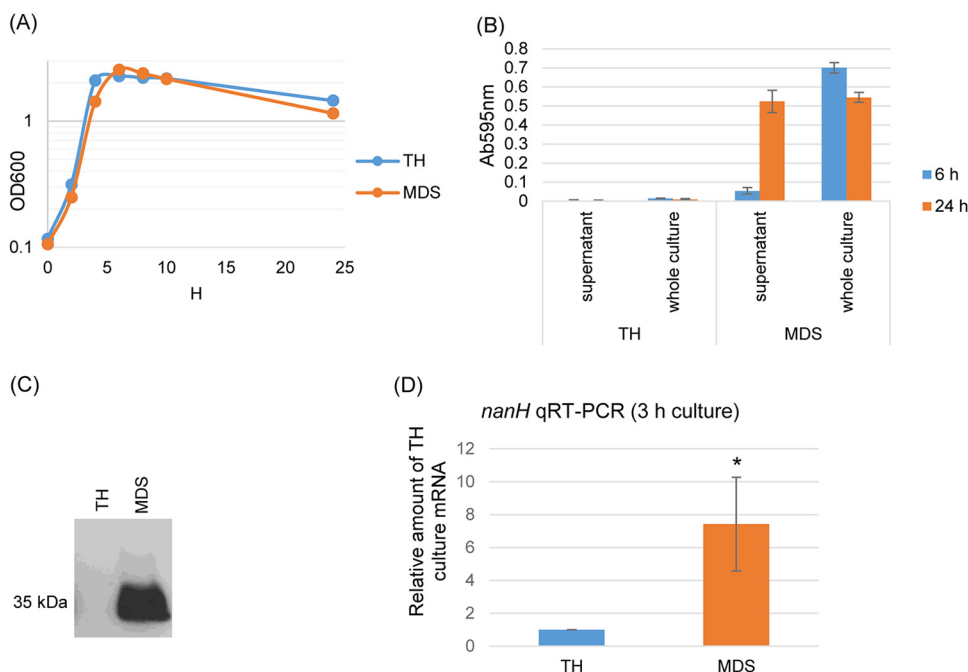 (A)
OD600
1
0.1
0
5
10
15
20
25
H
TH
MDS
(B)
Ab595nm
0.8
0.7
0.6
0.5
0.4
0.3
0.2
0.1
0
supernatant
whole culture
supernatant
whole culture
TH
MDS
6 h
24 h
(C)
TH
MDS
35 kDa
(D)
nanH qRT-PCR (3 h culture)
Relative amount of TH
culture mRNA
12
10
8
6
4
2
0
*
TH
MDS